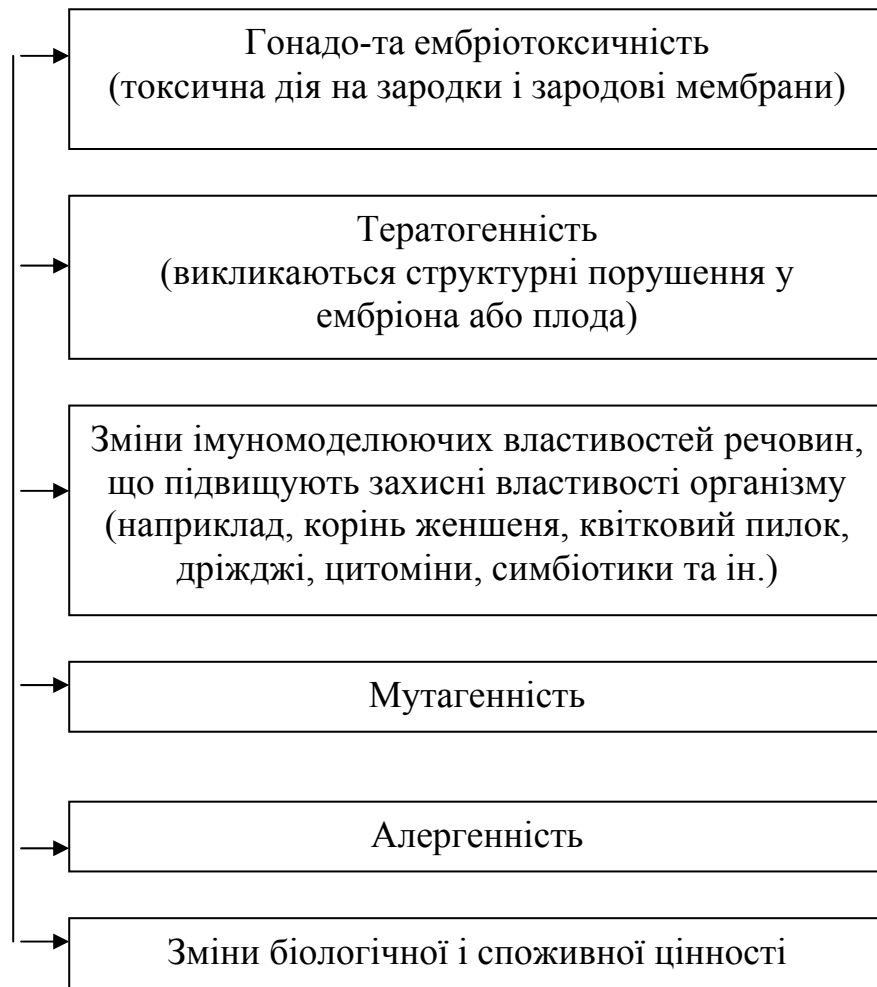 Гонадо-та ембріотоксичність
(токсична дія на зародки і зародові мембрани)
Тератогенність
(викликаються структурні порушення у
ембріона або плода)
Зміни імуномоделюючих властивостей речовин,
що підвищують захисні властивості організму
(наприклад, корінь женшеня, квітковий пилок,
дріжджі, цитоміни, симбіотики та ін.)
Мутагенність
Алергенність
Зміни біологічної і споживної цінності